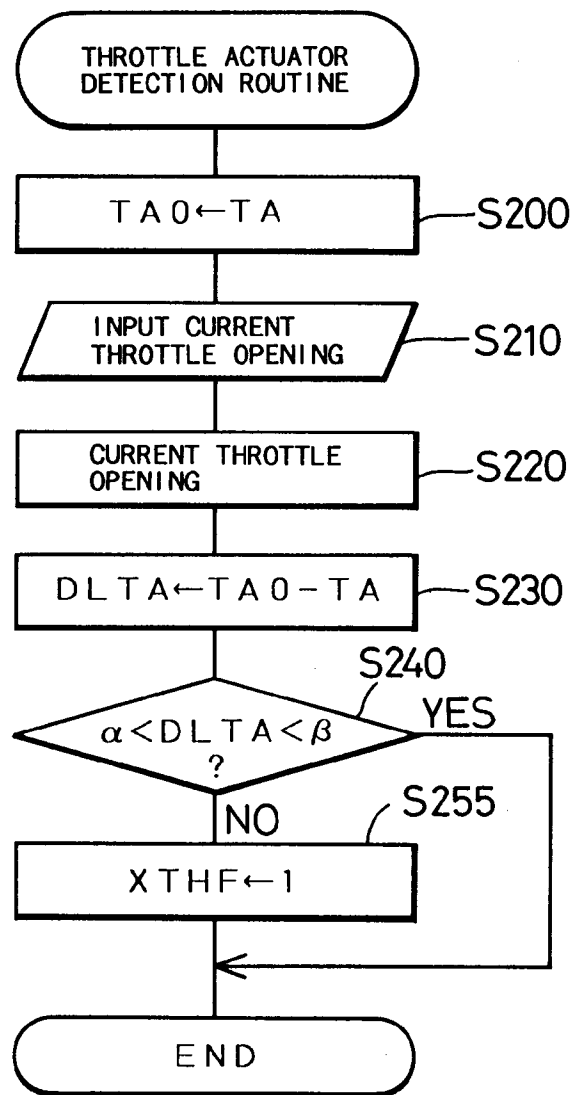 THROTTLE ACTUATOR
DETECTION ROUTINE
TA0←TA
S200
INPUT CURRENT
THROTTLE OPENING
S210
CURRENT THROTTLE
OPENING
S220
DLTA←TA0-TA
S230
S240
α<DLTA<β
?
YES
NO
S255
XTHF←1
END